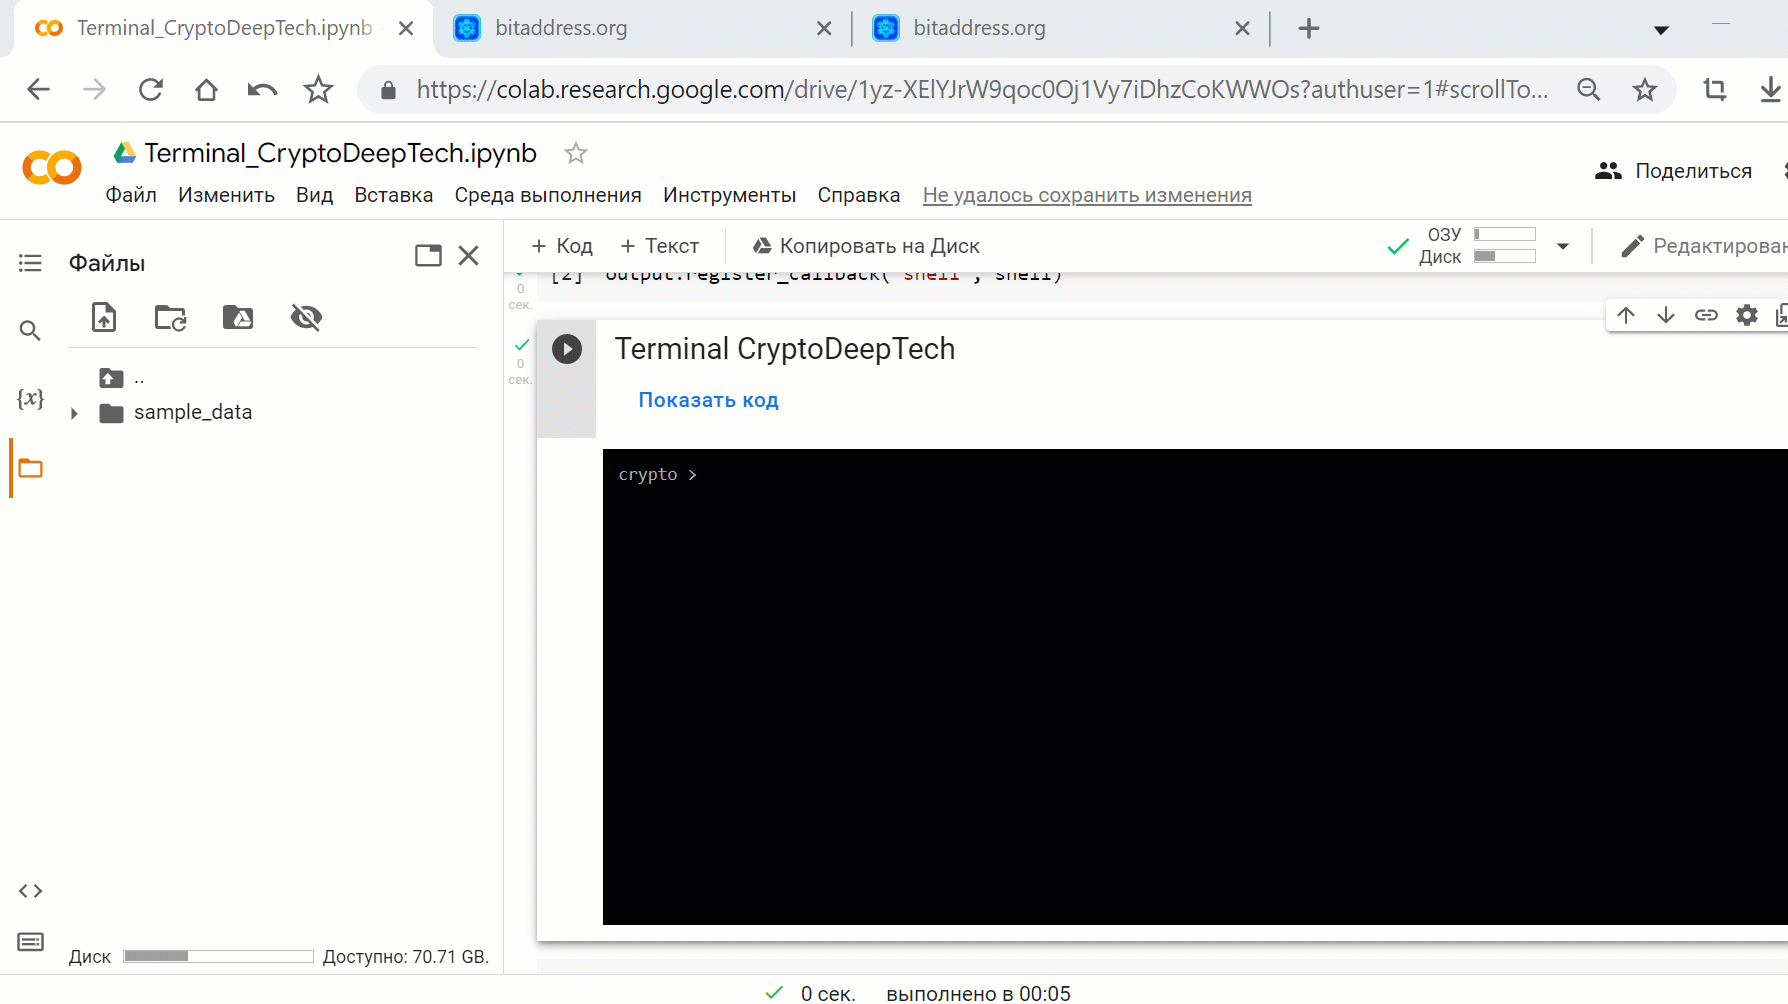 Terminal_CryptoDeepTech.ipynb
bitaddress.org
bitaddress.org
https://colab.research.google.com/drive/1yz-XElYJrW9qoc0Oj1Vy7iDhzCoKWWOs?authuser=1#scrollTo...
Terminal_CryptoDeepTech.ipynb
Поделиться
Файл Изменить Вид Вставка Среда выполнения Инструменты Справка Не удалось сохранить изменения
Файлы
+ Код + Текст Копировать на Диск
ОЗУ
Диск
Редактирован
[2] output.register_callback('shell', shell)
0
сек.
0
сек.
Terminal CryptoDeepTech
Показать код
..
sample_data
{x}
crypto >
<>
Диск Доступно: 70.71 GB.
0 сек. выполнено в 00:05